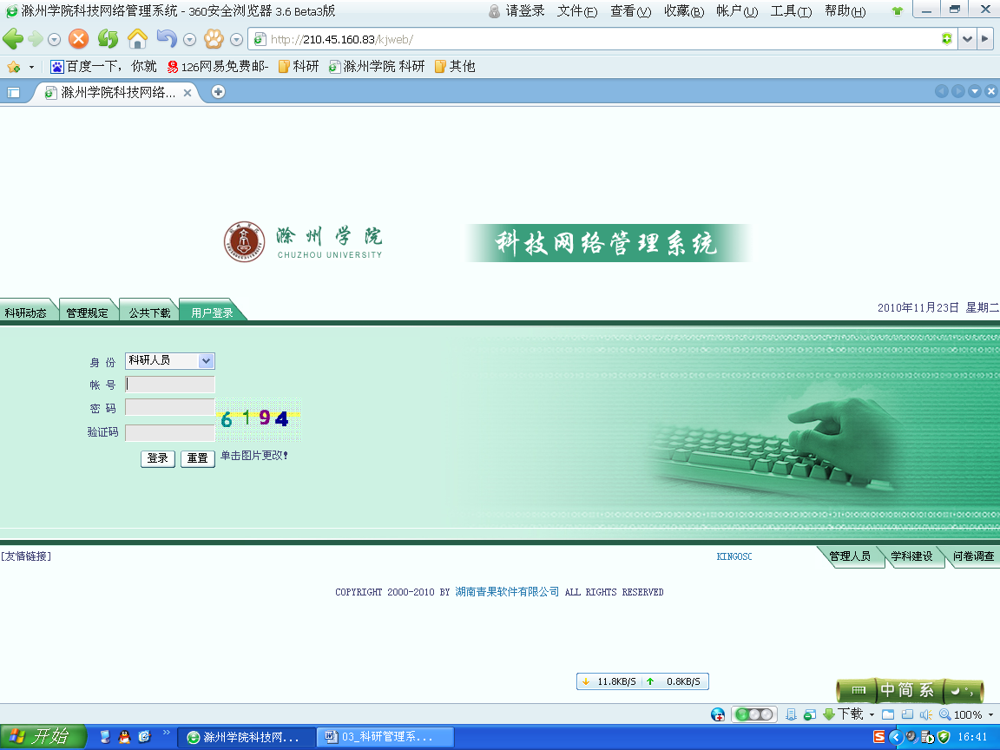 滁州学院科技网络管理系统 - 360安全浏览器 3.6 Beta3版 请登录 文件(F) 查看(V) 收藏(B) 帐户(U) 工具(T) 帮助(H)
http://210.45.160.83/kjweb/
百度一下，你就 126网易免费邮- 科研 滁州学院 科研 其他
滁州学院科技网络...
滁州学院 科技网络管理系统
CHUZHOU UNIVERSITY
科研动态 管理规定 公共下载 用户登录 2010年11月23日 星期二
身 份 科研人员
帐 号
密 码
6194
验证码
登录 重置 单击图片更改!
[友情链接] KINGOSO 管理人员 学科建设 问卷调查
COPYRIGHT 2000-2010 BY 湖南青果软件有限公司 ALL RIGHTS RESERVED
11.8KB/S 0.8KB/S
中简系
下载 100%
开始 滁州学院科技网... 03_科研管理系... 16:41